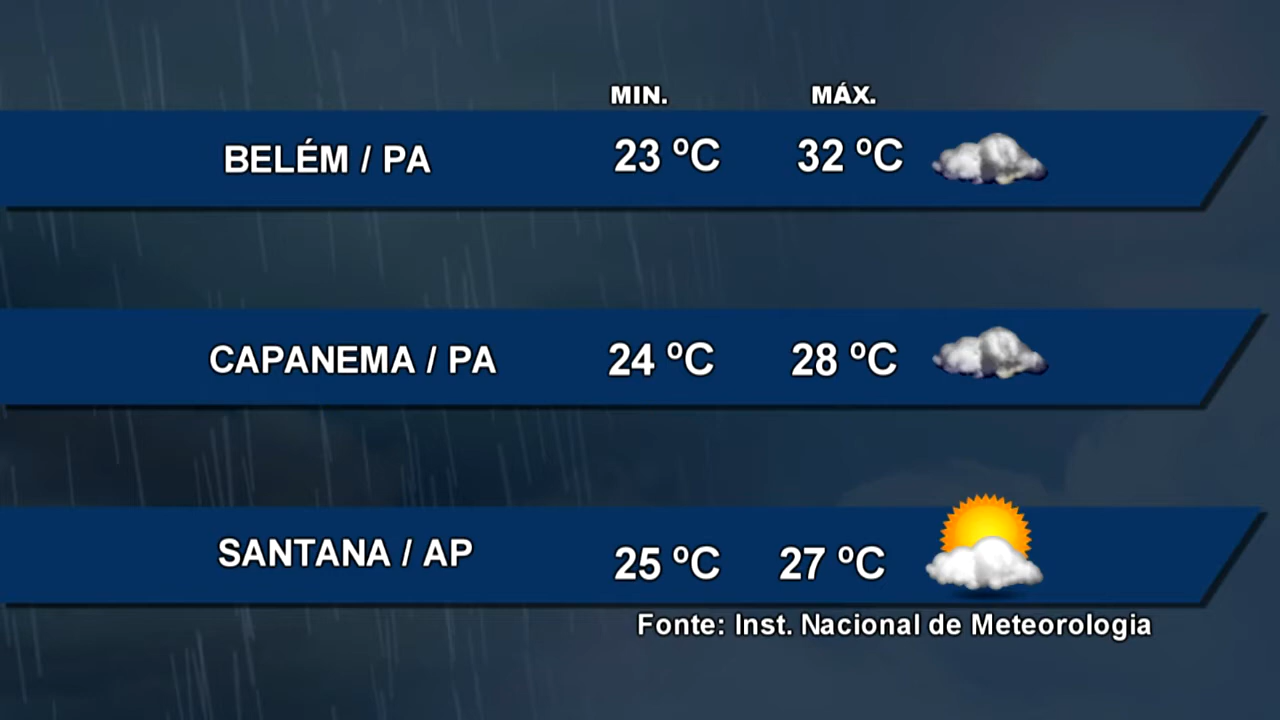 MIN. MÁX.
BELÉM / PA 23 ºC 32 ºC
CAPANEMA / PA 24 ºC 28 ºC
SANTANA / AP 25 ºC 27 ºC
Fonte: Inst. Nacional de Meteorologia